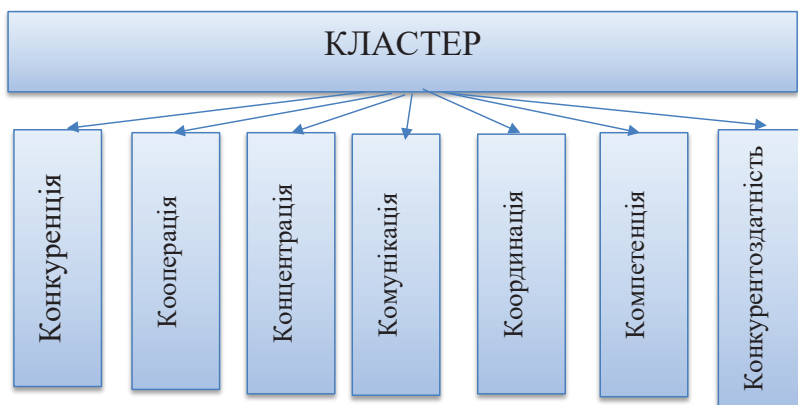 КЛАСТЕР
Конкуренція
Кооперація
Концентрація
Комунікація
Координація
Компетенція
Конкурентоздатність